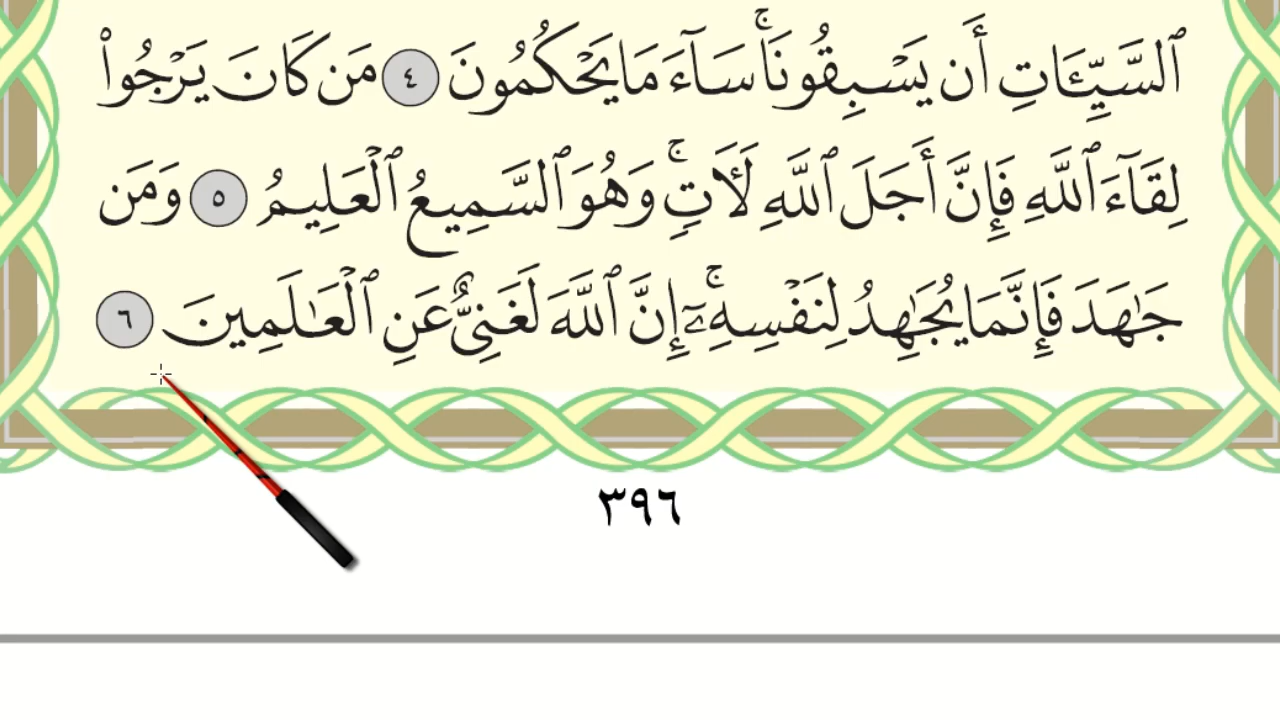 ٱلسَّيِّـَٔاتِ أَن يَسْبِقُونَا ۚ سَآءَ مَا يَحْكُمُونَ ٤ مَن كَانَ يَرْجُوا۟
لِقَآءَ ٱللَّهِ فَإِنَّ أَجَلَ ٱللَّهِ لَـَٔاتٍ ۚ وَهُوَ ٱلسَّمِيعُ ٱلْعَلِيمُ ٥ وَمَن
جَـٰهَدَ فَإِنَّمَا يُجَـٰهِدُ لِنَفْسِهِۦٓ ۚ إِنَّ ٱللَّهَ لَغَنِىٌّ عَنِ ٱلْعَـٰلَمِينَ ٦
٣٩٦